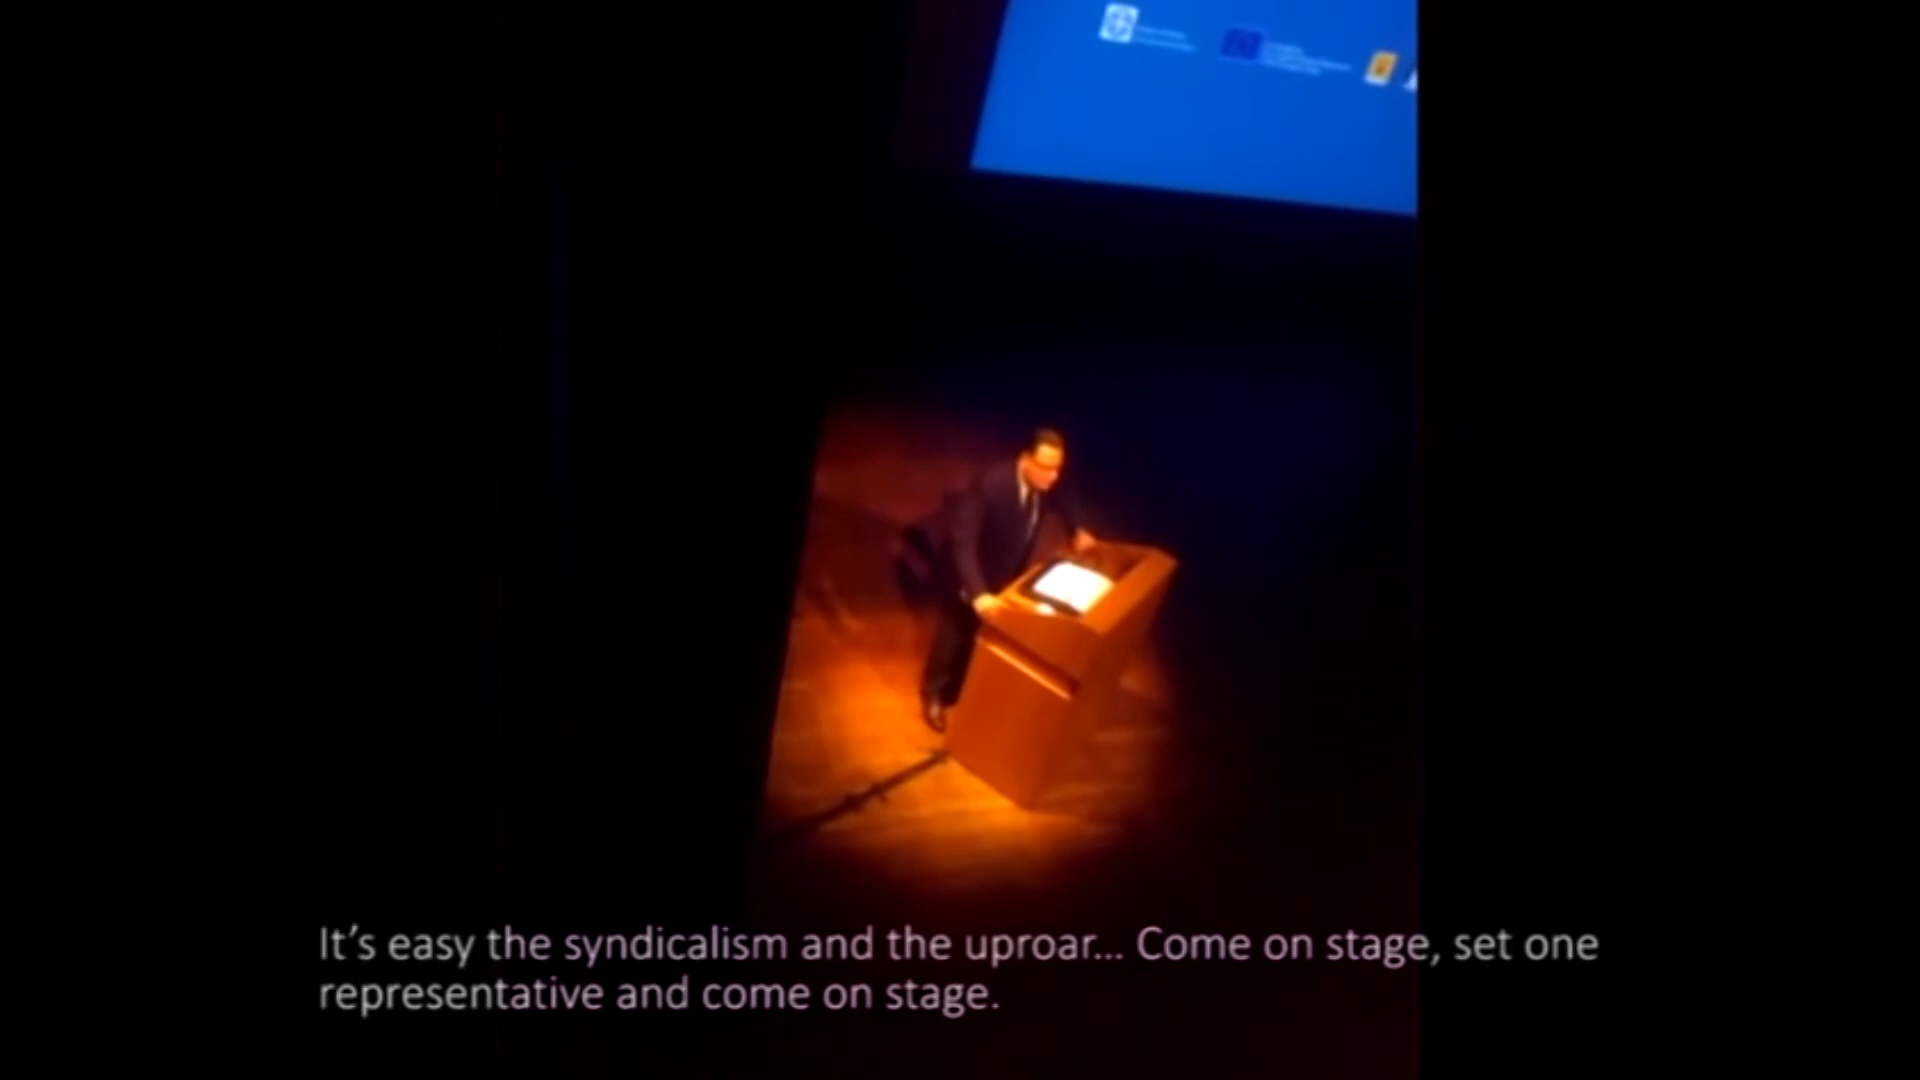 It’s easy the syndicalism and the uproar... Come on stage, set one
representative and come on stage.